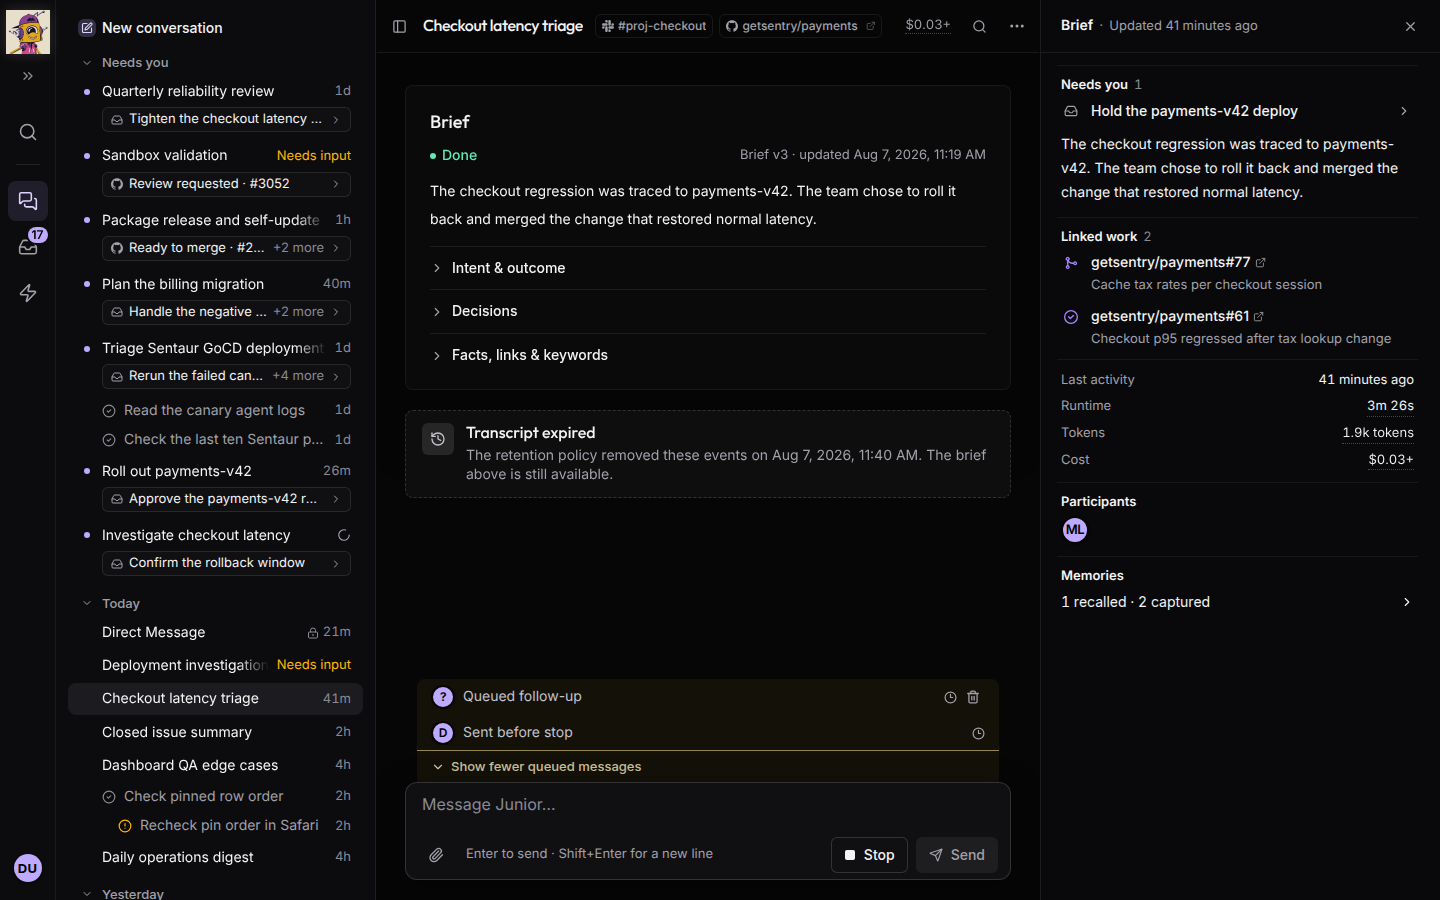 New conversation
Needs you
Quarterly reliability review 1d
Tighten the checkout latency ...
Sandbox validation Needs input
Review requested · #3052
Package release and self-update 1h
Ready to merge · #2... +2 more
Plan the billing migration 40m
Handle the negative ... +2 more
Triage Sentaur GoCD deployment 1d
Rerun the failed can... +4 more
Read the canary agent logs 1d
Check the last ten Sentaur p... 1d
Roll out payments-v42 26m
Approve the payments-v42 r...
Investigate checkout latency
Confirm the rollback window
Today
Direct Message 21m
Deployment investigation Needs input
Checkout latency triage 41m
Closed issue summary 2h
Dashboard QA edge cases 4h
Check pinned row order 2h
Recheck pin order in Safari 2h
Daily operations digest 4h
Yesterday
17
DU
Checkout latency triage #proj-checkout getsentry/payments $0.03+
Brief
Done Brief v3 · updated Aug 7, 2026, 11:19 AM
The checkout regression was traced to payments-v42. The team chose to roll it
back and merged the change that restored normal latency.
Intent & outcome
Decisions
Facts, links & keywords
Transcript expired
The retention policy removed these events on Aug 7, 2026, 11:40 AM. The brief
above is still available.
? Queued follow-up
D Sent before stop
Show fewer queued messages
Message Junior...
Enter to send · Shift+Enter for a new line Stop Send
Brief · Updated 41 minutes ago
Needs you 1
Hold the payments-v42 deploy
The checkout regression was traced to payments-
v42. The team chose to roll it back and merged the
change that restored normal latency.
Linked work 2
getsentry/payments#77
Cache tax rates per checkout session
getsentry/payments#61
Checkout p95 regressed after tax lookup change
Last activity 41 minutes ago
Runtime 3m 26s
Tokens 1.9k tokens
Cost $0.03+
Participants
ML
Memories
1 recalled · 2 captured